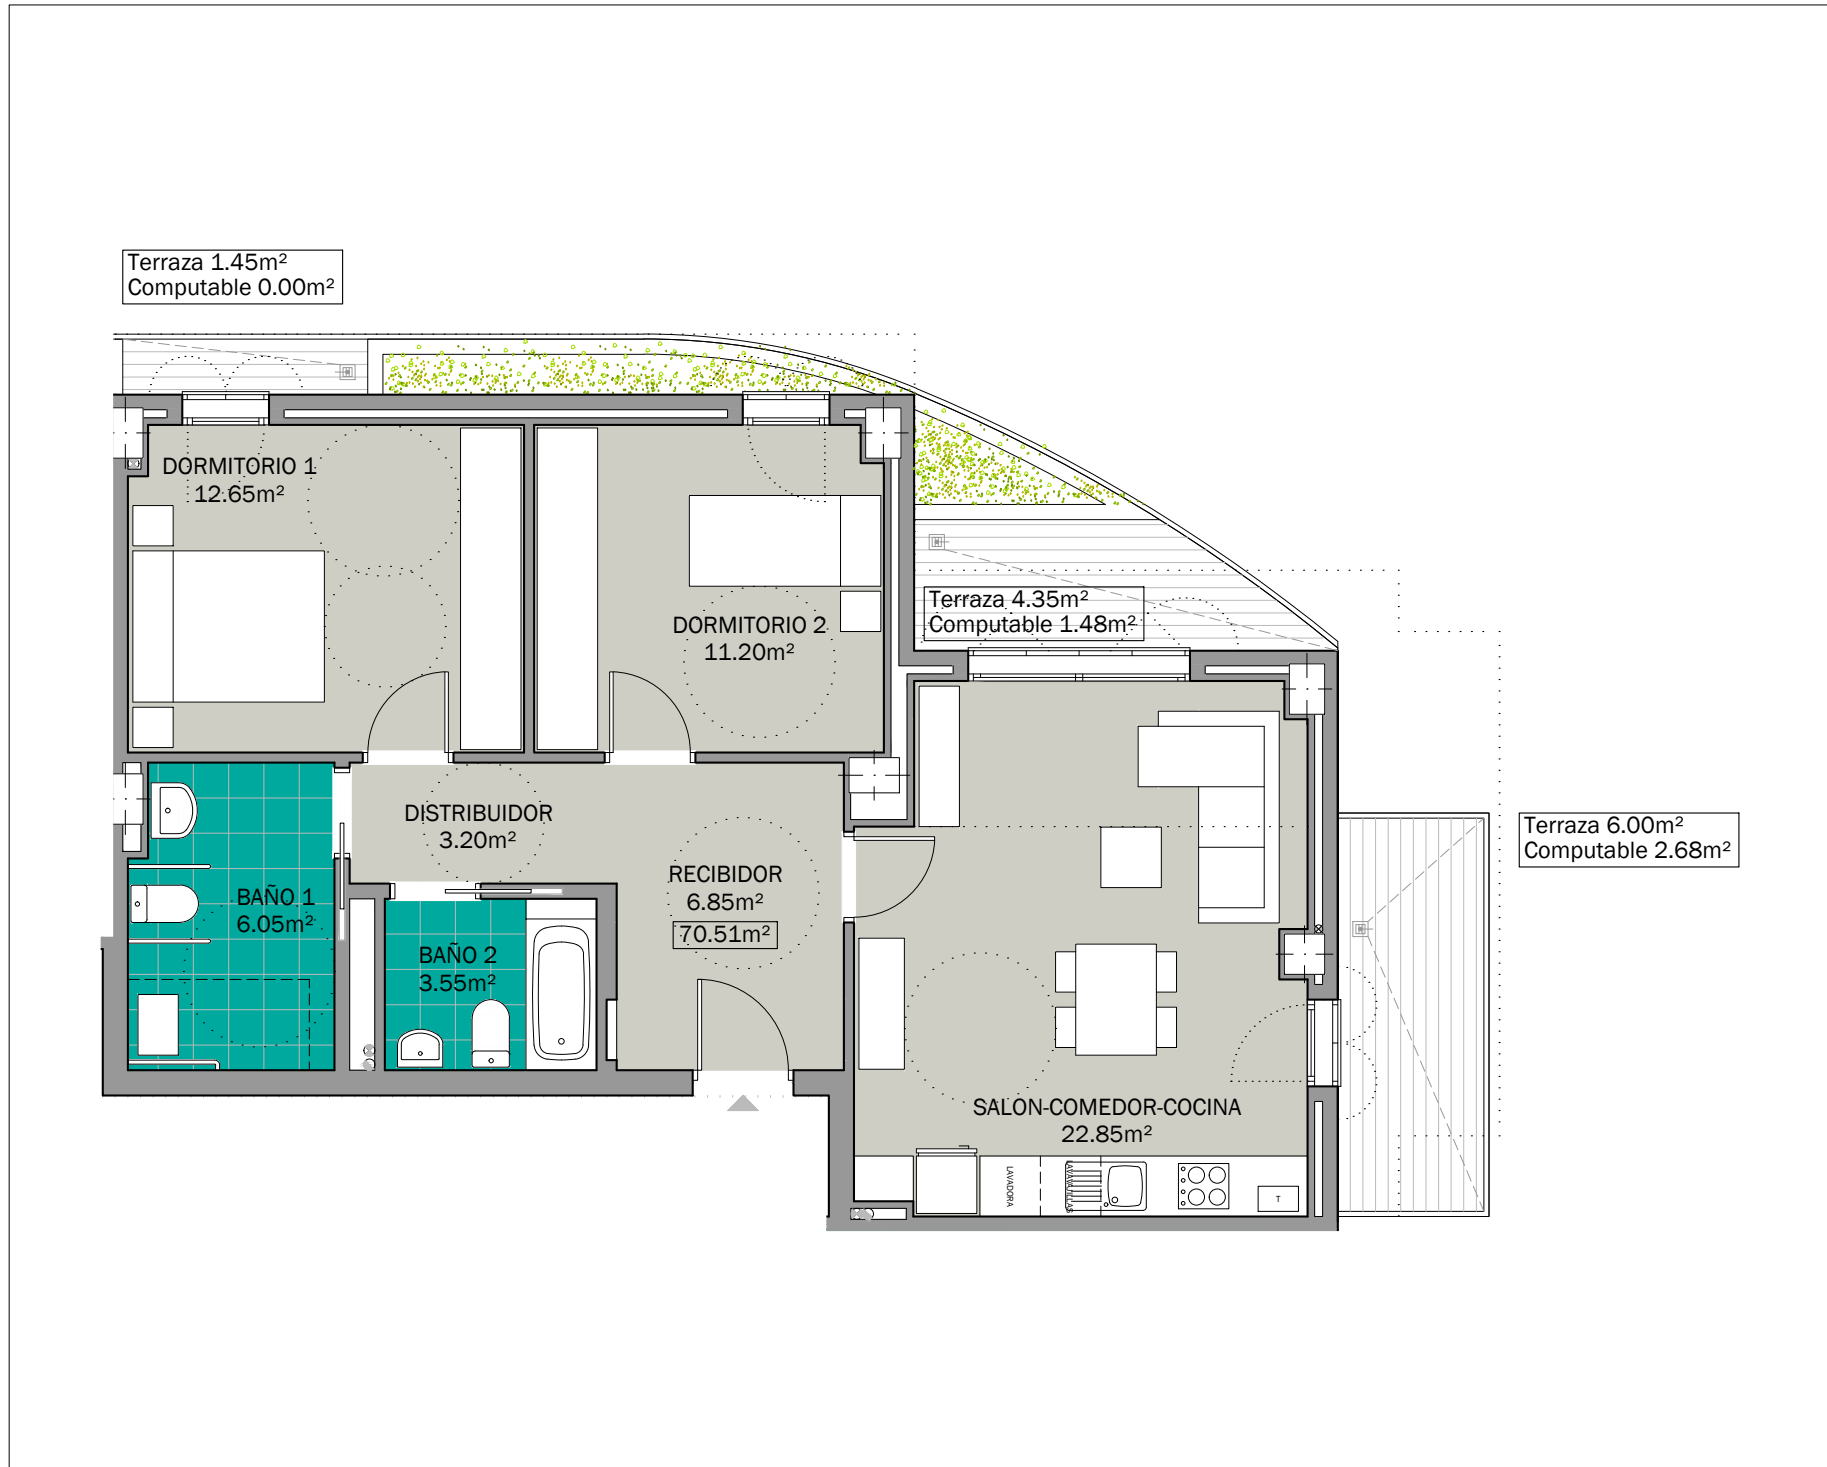 Terraza 1.45m²
Computable 0.00m²
DORMITORIO 1
12.65m²
DORMITORIO 2
11.20m²
Terraza 4.35m²
Computable 1.48m²
DISTRIBUIDOR
3.20m²
RECIBIDOR
6.85m²
70.51m²
Terraza 6.00m²
Computable 2.68m²
BAÑO 1
6.05m²
BAÑO 2
3.55m²
SALON-COMEDOR-COCINA
22.85m²
LAVADORA
LAVAVAJILLAS
T